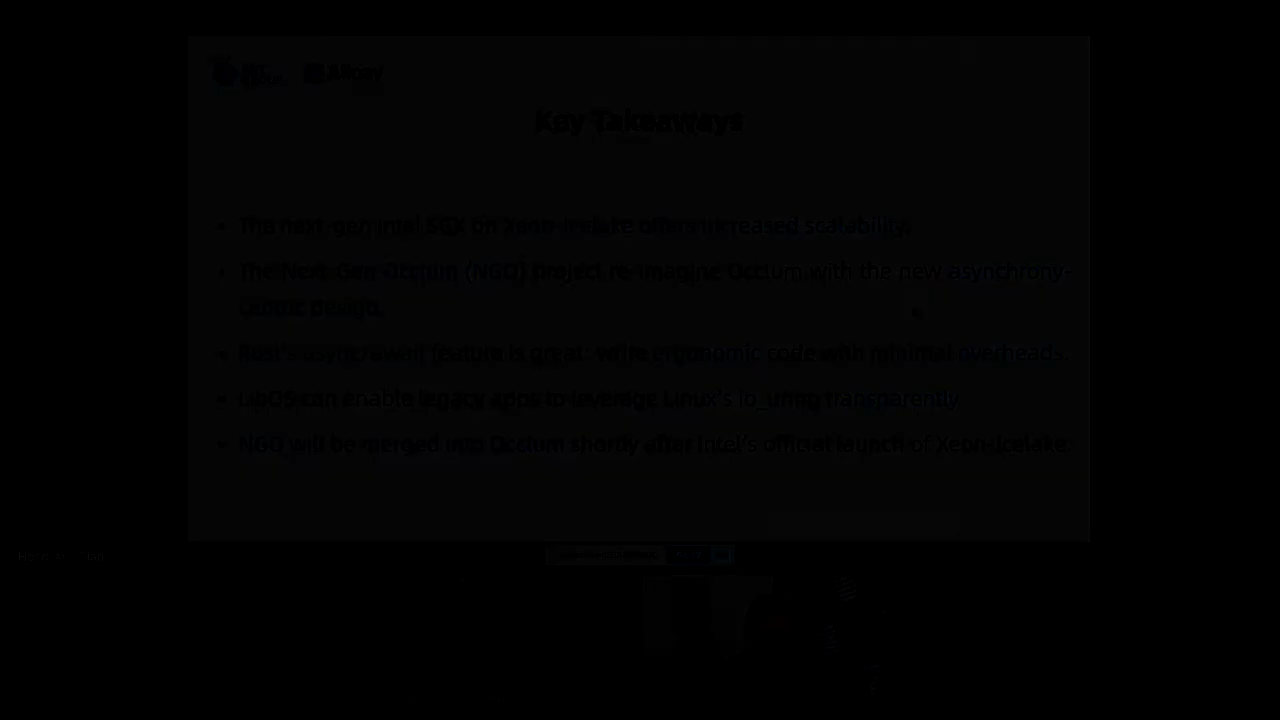 Alipay
Key Takeaways
• The next-gen Intel SGX on Xeon-Icelake offers increased scalability.
• The Next-Gen Occlum (NGO) project re-imagine Occlum with the new asynchrony-
centric design.
• Rust's async/await feature is great: write ergonomic code with minimal overheads.
• LibOS can enable legacy apps to leverage Linux's io_uring transparently
• NGO will be merged into Occlum shortly after Intel's official launch of Xeon-Icelake